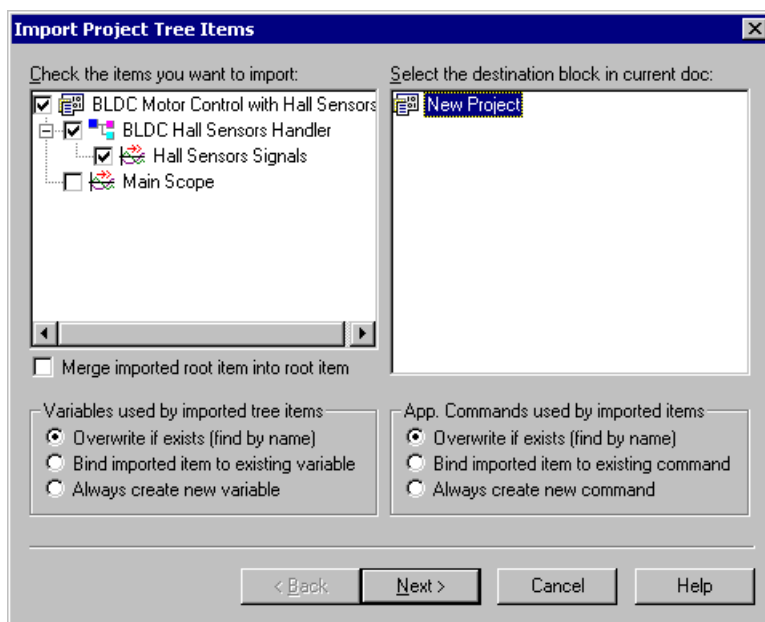 Import Project Tree Items
Check the items you want to import:
BLDC Motor Control with Hall Sensors
BLDC Hall Sensors Handler
Hall Sensors Signals
Main Scope
Merge imported root item into root item
Select the destination block in current doc:
New Project
Variables used by imported tree items
Overwrite if exists (find by name)
Bind imported item to existing variable
Always create new variable
App. Commands used by imported items
Overwrite if exists (find by name)
Bind imported item to existing command
Always create new command
< Back
Next >
Cancel
Help